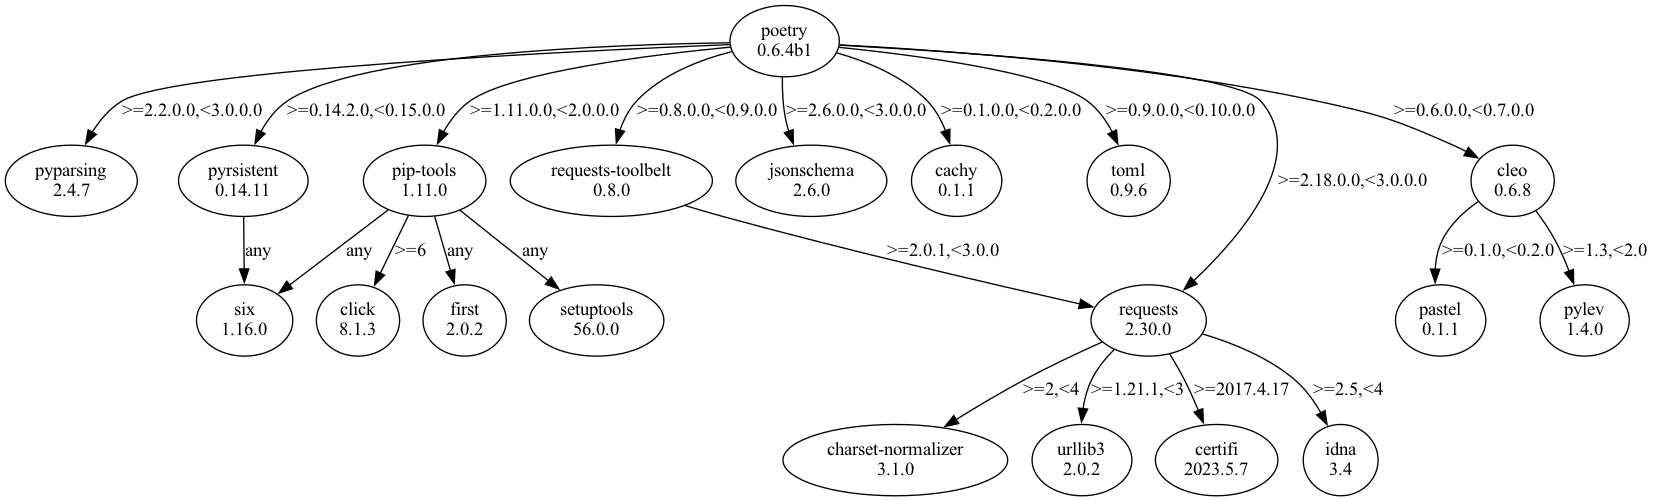 poetry
0.6.4b1
>=2.2.0.0,<3.0.0.0
>=0.14.2.0,<0.15.0.0
>=1.11.0.0,<2.0.0.0
>=0.8.0.0,<0.9.0.0
>=2.6.0.0,<3.0.0.0
>=0.1.0.0,<0.2.0.0
>=0.9.0.0,<0.10.0.0
>=0.6.0.0,<0.7.0.0
pyparsing
2.4.7
pyrsistent
0.14.11
pip-tools
1.11.0
requests-toolbelt
0.8.0
jsonschema
2.6.0
cachy
0.1.1
toml
0.9.6
>=2.18.0.0,<3.0.0.0
cleo
0.6.8
any
any
>=6
any
any
>=2.0.1,<3.0.0
>=0.1.0,<0.2.0
>=1.3,<2.0
six
1.16.0
click
8.1.3
first
2.0.2
setuptools
56.0.0
requests
2.30.0
pastel
0.1.1
pylev
1.4.0
>=2,<4
>=1.21.1,<3
>=2017.4.17
>=2.5,<4
charset-normalizer
3.1.0
urllib3
2.0.2
certifi
2023.5.7
idna
3.4